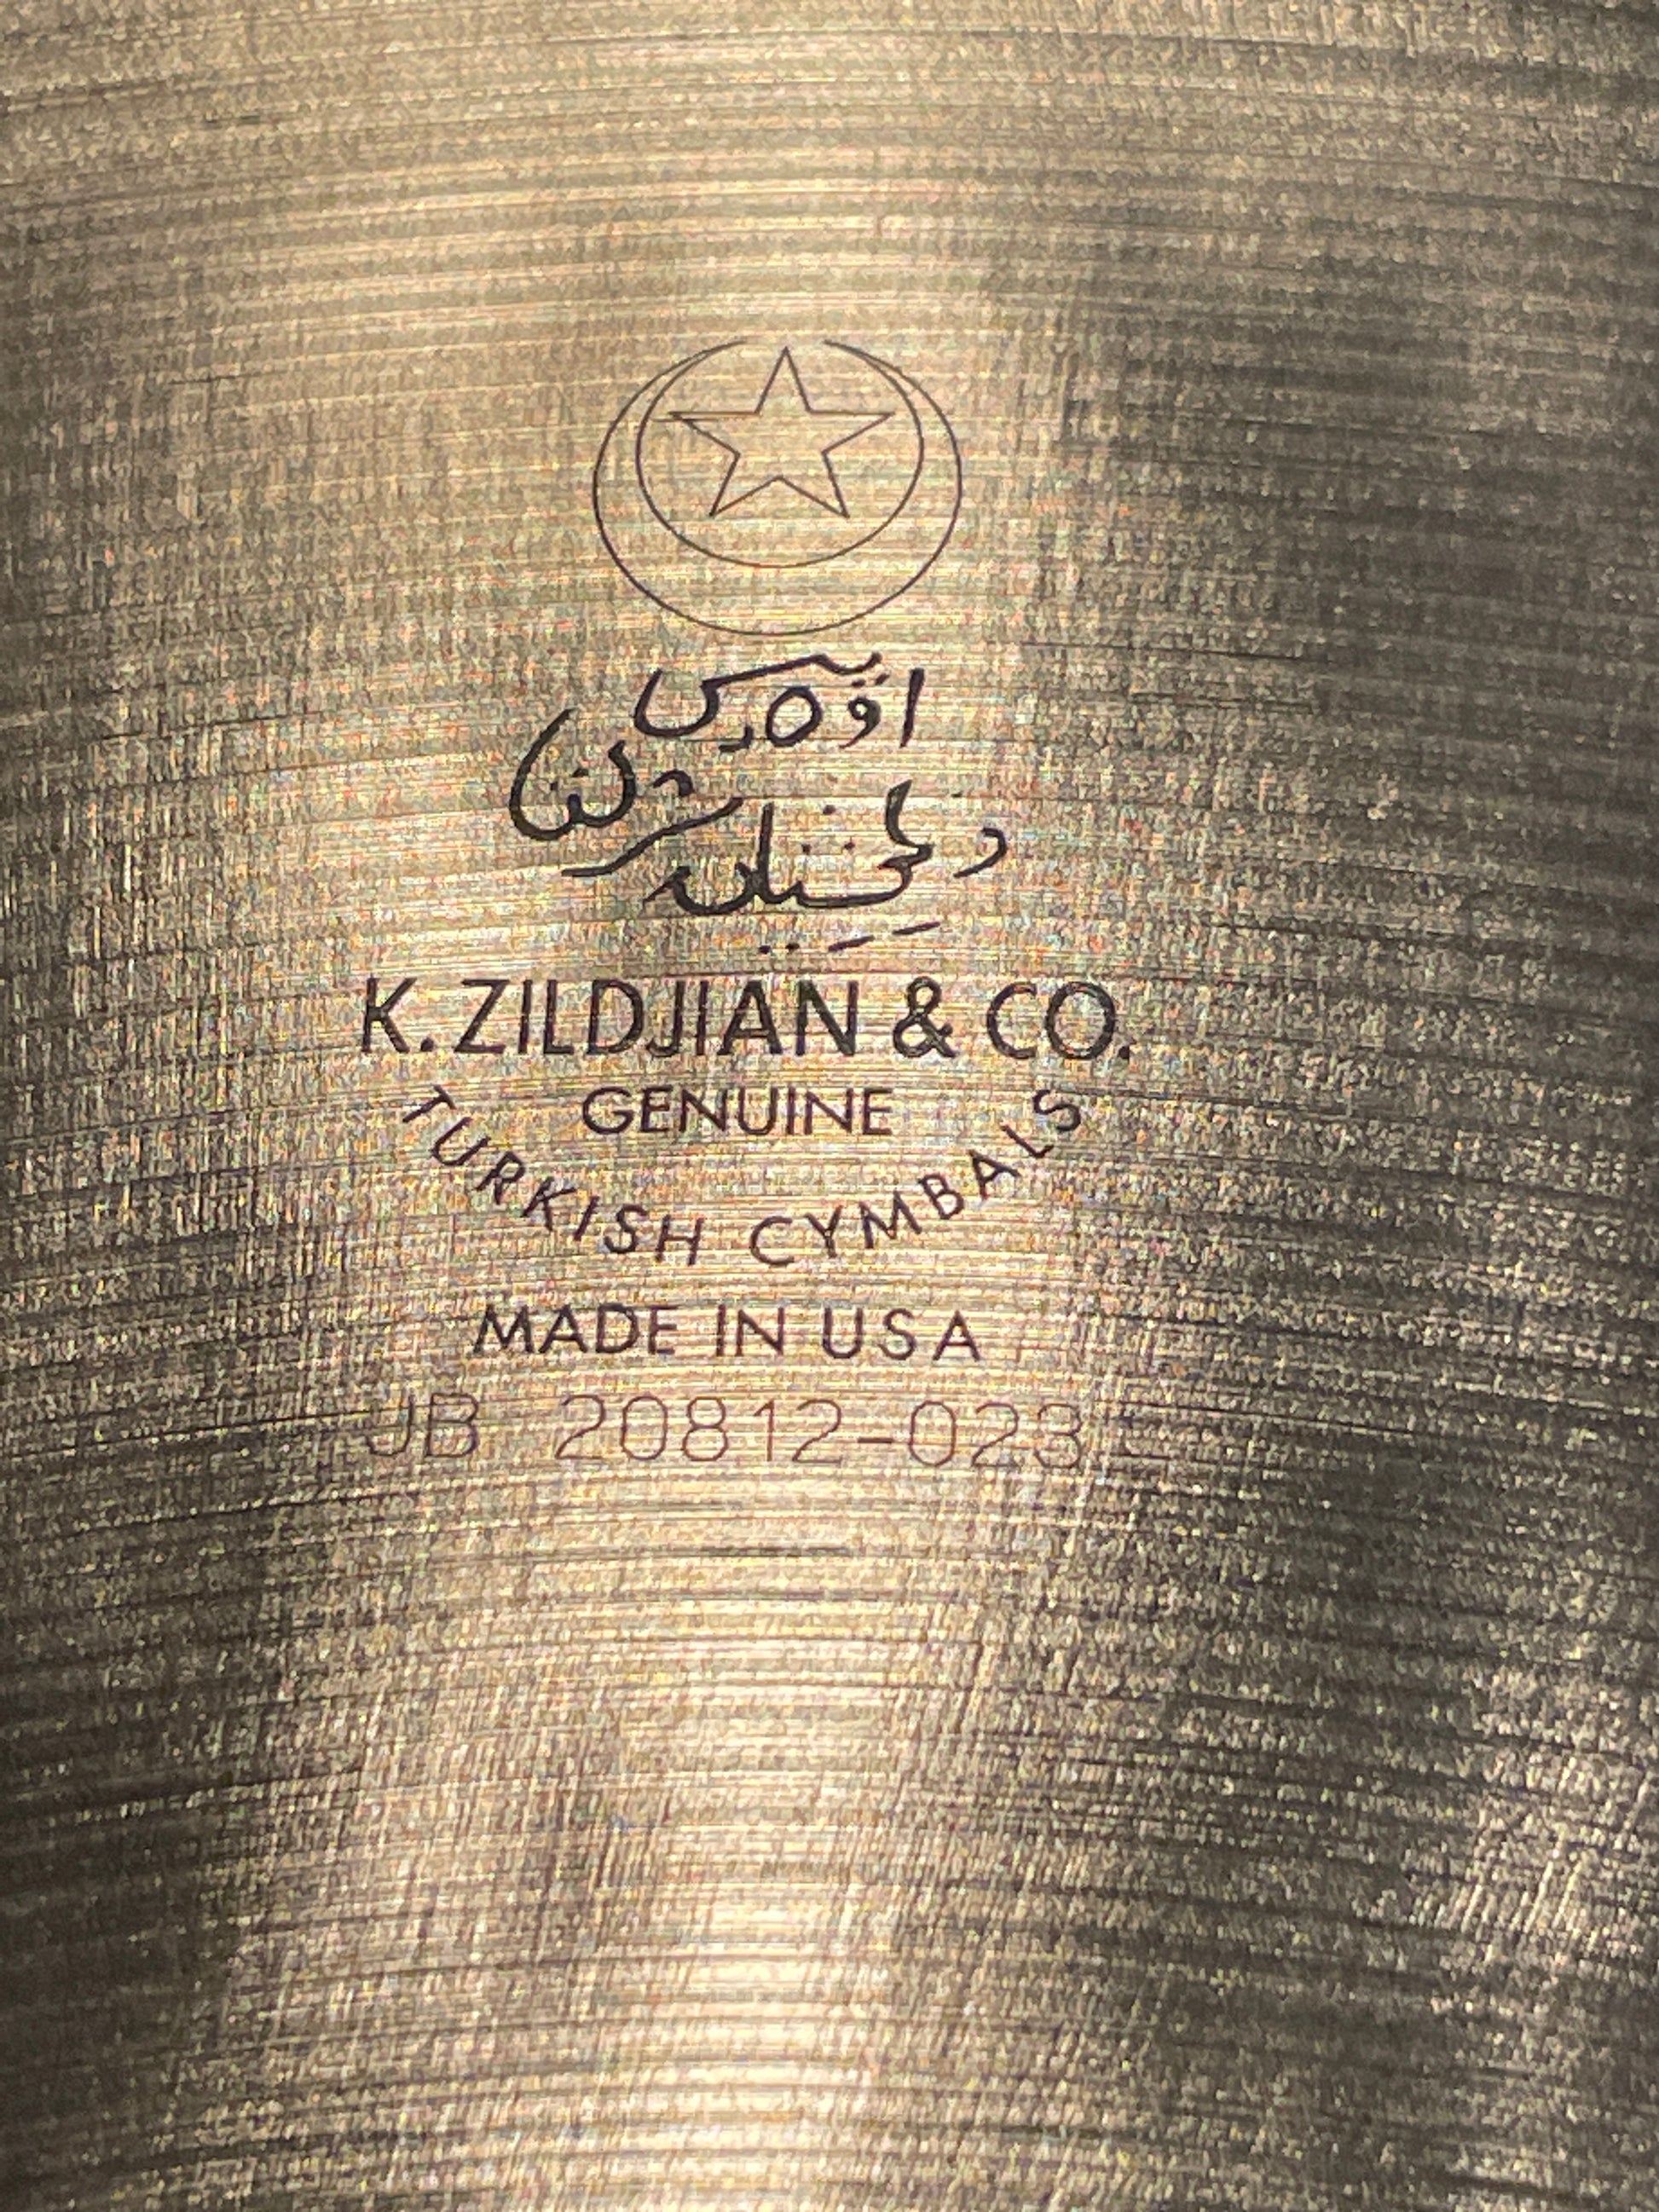 K. ZILDJIAN & CO.
GENUINE
TURKISH CYMBALS
MADE IN USA
JB 20812-023